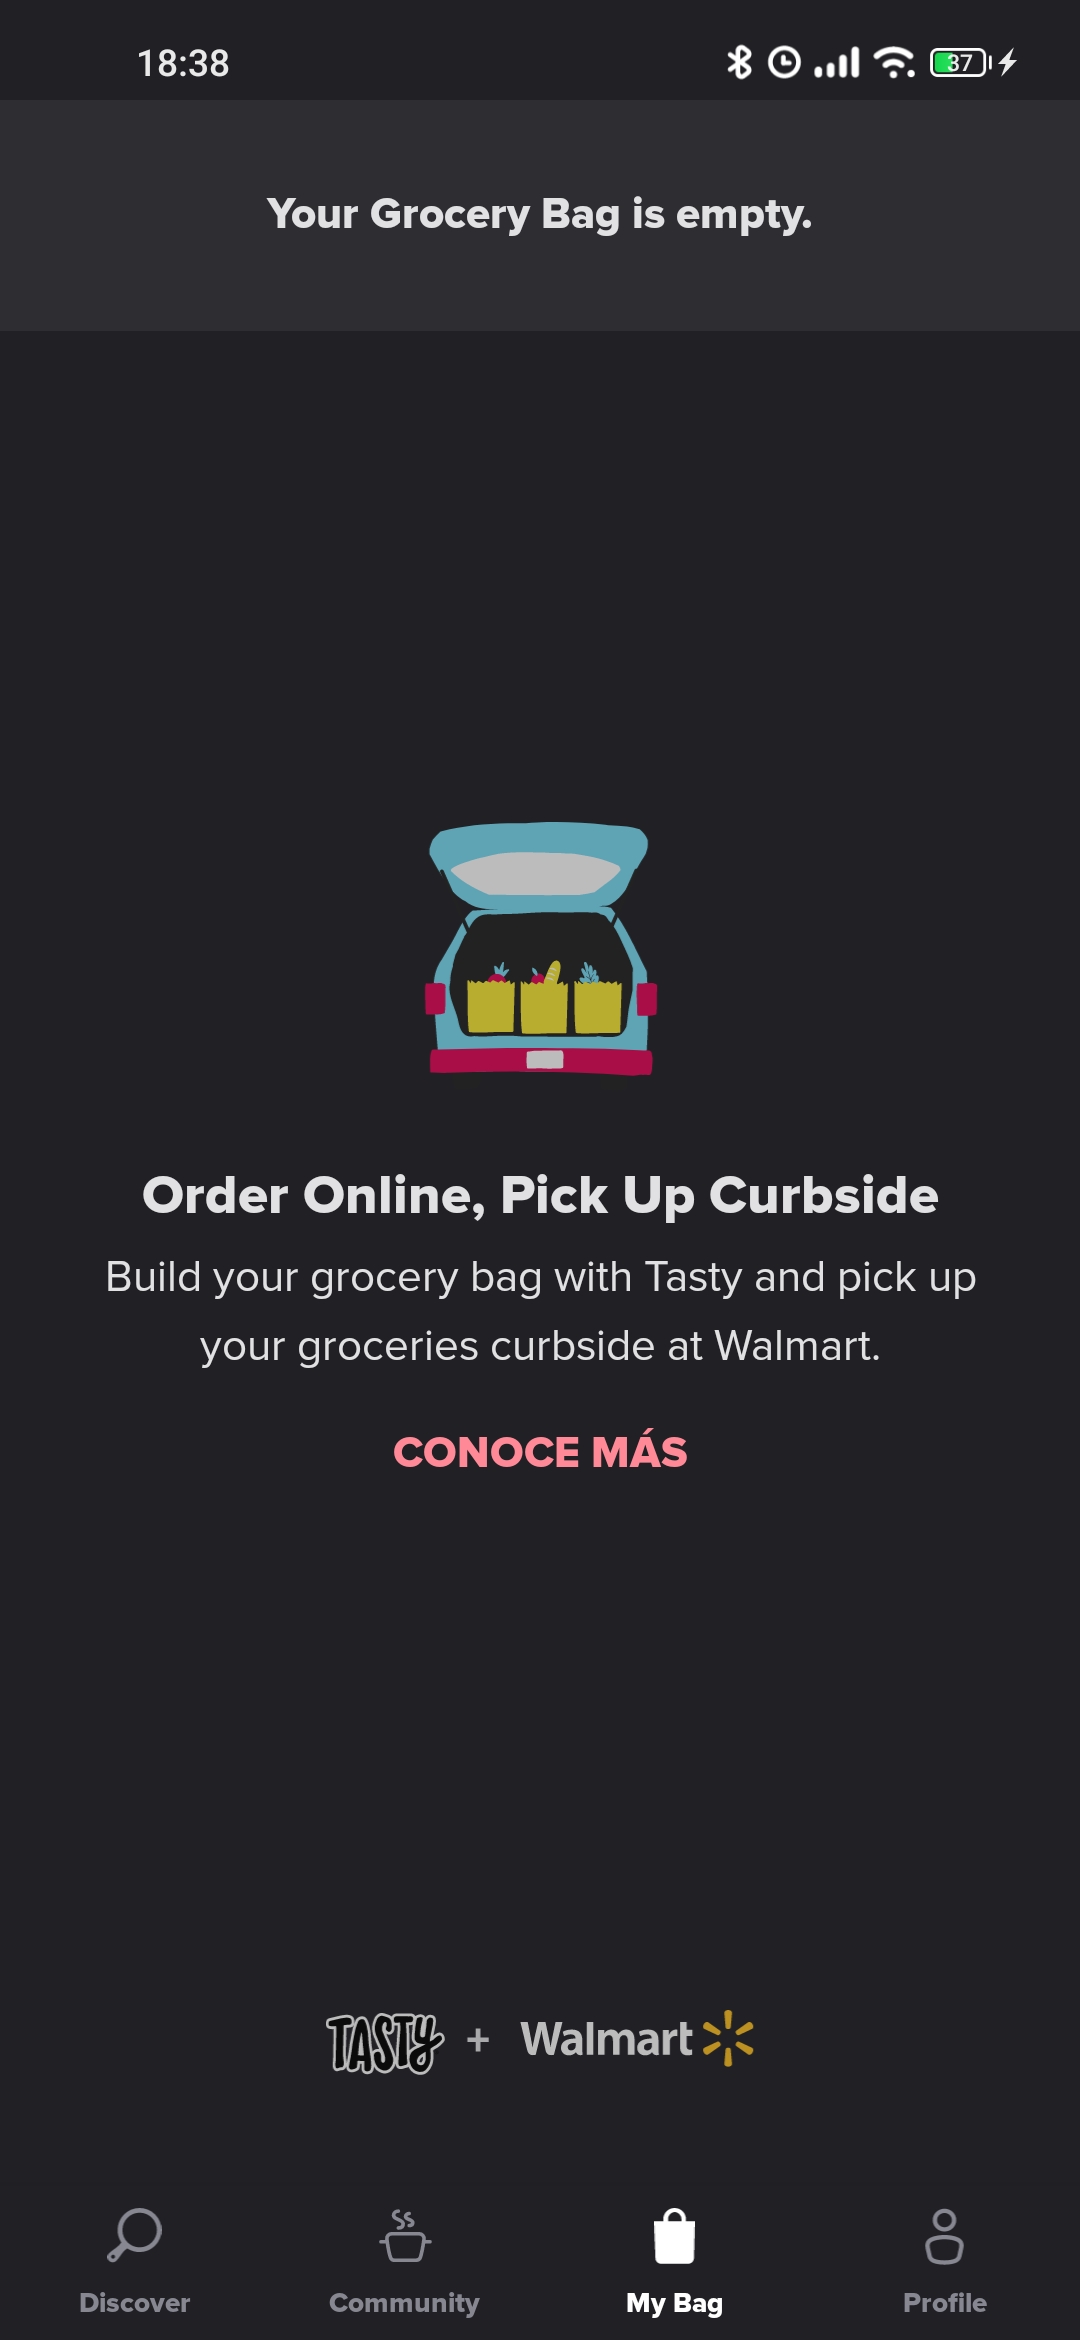 18:38
37
Your Grocery Bag is empty.
Order Online, Pick Up Curbside
Build your grocery bag with Tasty and pick up
your groceries curbside at Walmart.
CONOCE MÁS
TASTY + Walmart
Discover
Community
My Bag
Profile